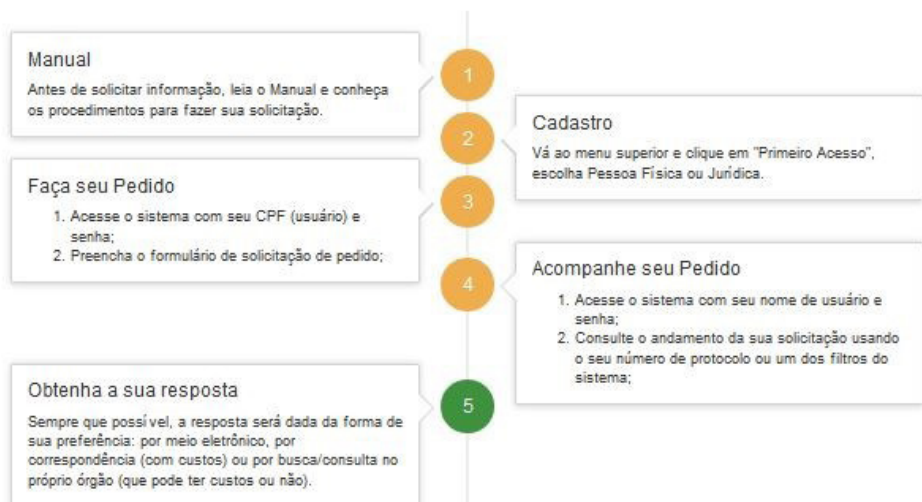 Manual
Antes de solicitar informação, leia o Manual e conheça
os procedimentos para fazer sua solicitação.
1
Cadastro
Vá ao menu superior e clique em "Primeiro Acesso",
escolha Pessoa Física ou Jurídica.
2
Faça seu Pedido
1. Acesse o sistema com seu CPF (usuário) e
senha;
2. Preencha o formulário de solicitação de pedido;
3
Acompanhe seu Pedido
1. Acesse o sistema com seu nome de usuário e
senha;
2. Consulte o andamento da sua solicitação usando
o seu número de protocolo ou um dos filtros do
sistema;
4
Obtenha a sua resposta
Sempre que possível, a resposta será dada da forma de
sua preferência: por meio eletrônico, por
correspondência (com custos) ou por busca/consulta no
próprio órgão (que pode ter custos ou não).
5